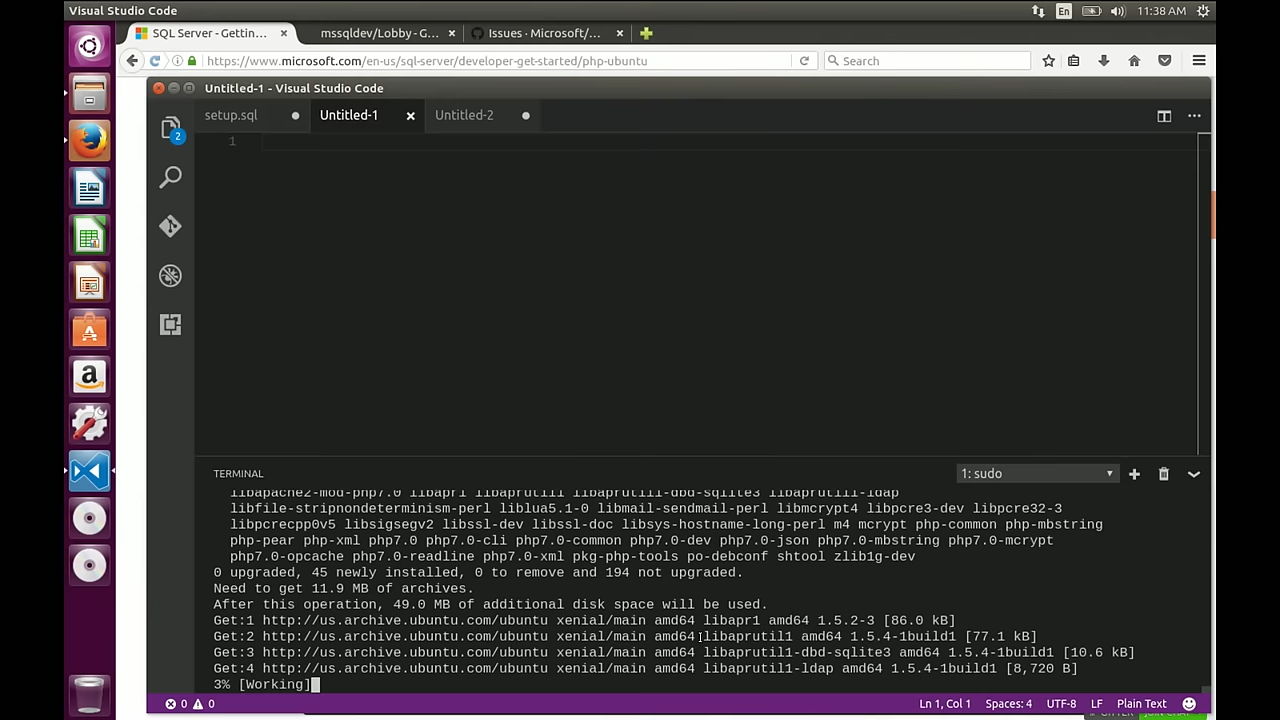 Visual Studio Code
En
11:38 AM
SQL Server - Gettin...
mssqldev/Lobby - G...
Issues · Microsoft/...
https://www.microsoft.com/en-us/sql-server/developer-get-started/php-ubuntu
Search
Untitled-1 - Visual Studio Code
setup.sql
Untitled-1
Untitled-2
2
1
TERMINAL
1: sudo
libapache2-mod-php7.0 libapr1 libaprutil1 libaprutil1-dbd-sqlite3 libaprutil1-ldap
libfile-stripnondeterminism-perl liblua5.1-0 libmail-sendmail-perl libmcrypt4 libpcre3-dev libpcre32-3
libpcrecpp0v5 libsigsegv2 libssl-dev libssl-doc libsys-hostname-long-perl m4 mcrypt php-common php-mbstring
php-pear php-xml php7.0 php7.0-cli php7.0-common php7.0-dev php7.0-json php7.0-mbstring php7.0-mcrypt
php7.0-opcache php7.0-readline php7.0-xml pkg-php-tools po-debconf shtool zlib1g-dev
0 upgraded, 45 newly installed, 0 to remove and 194 not upgraded.
Need to get 11.9 MB of archives.
After this operation, 49.0 MB of additional disk space will be used.
Get:1 http://us.archive.ubuntu.com/ubuntu xenial/main amd64 libapr1 amd64 1.5.2-3 [86.0 kB]
Get:2 http://us.archive.ubuntu.com/ubuntu xenial/main amd64 libaprutil1 amd64 1.5.4-1build1 [77.1 kB]
Get:3 http://us.archive.ubuntu.com/ubuntu xenial/main amd64 libaprutil1-dbd-sqlite3 amd64 1.5.4-1build1 [10.6 kB]
Get:4 http://us.archive.ubuntu.com/ubuntu xenial/main amd64 libaprutil1-ldap amd64 1.5.4-1build1 [8,720 B]
3% [Working]
0
0
Ln 1, Col 1
Spaces: 4
UTF-8
LF
Plain Text